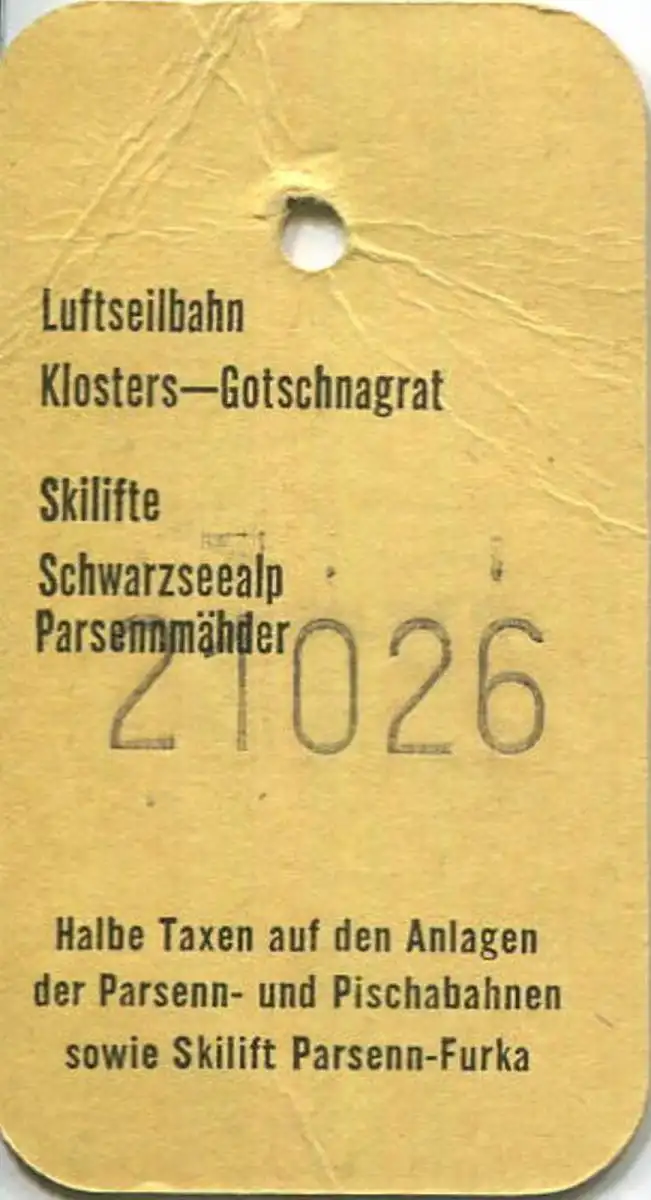 Luftseilbahn
Klosters—Gotschnagrat
Skilifte
Schwarzseealp
Parsennmähder
21026
Halbe Taxen auf den Anlagen
der Parsenn- und Pischabahnen
sowie Skilift Parsenn-Furka